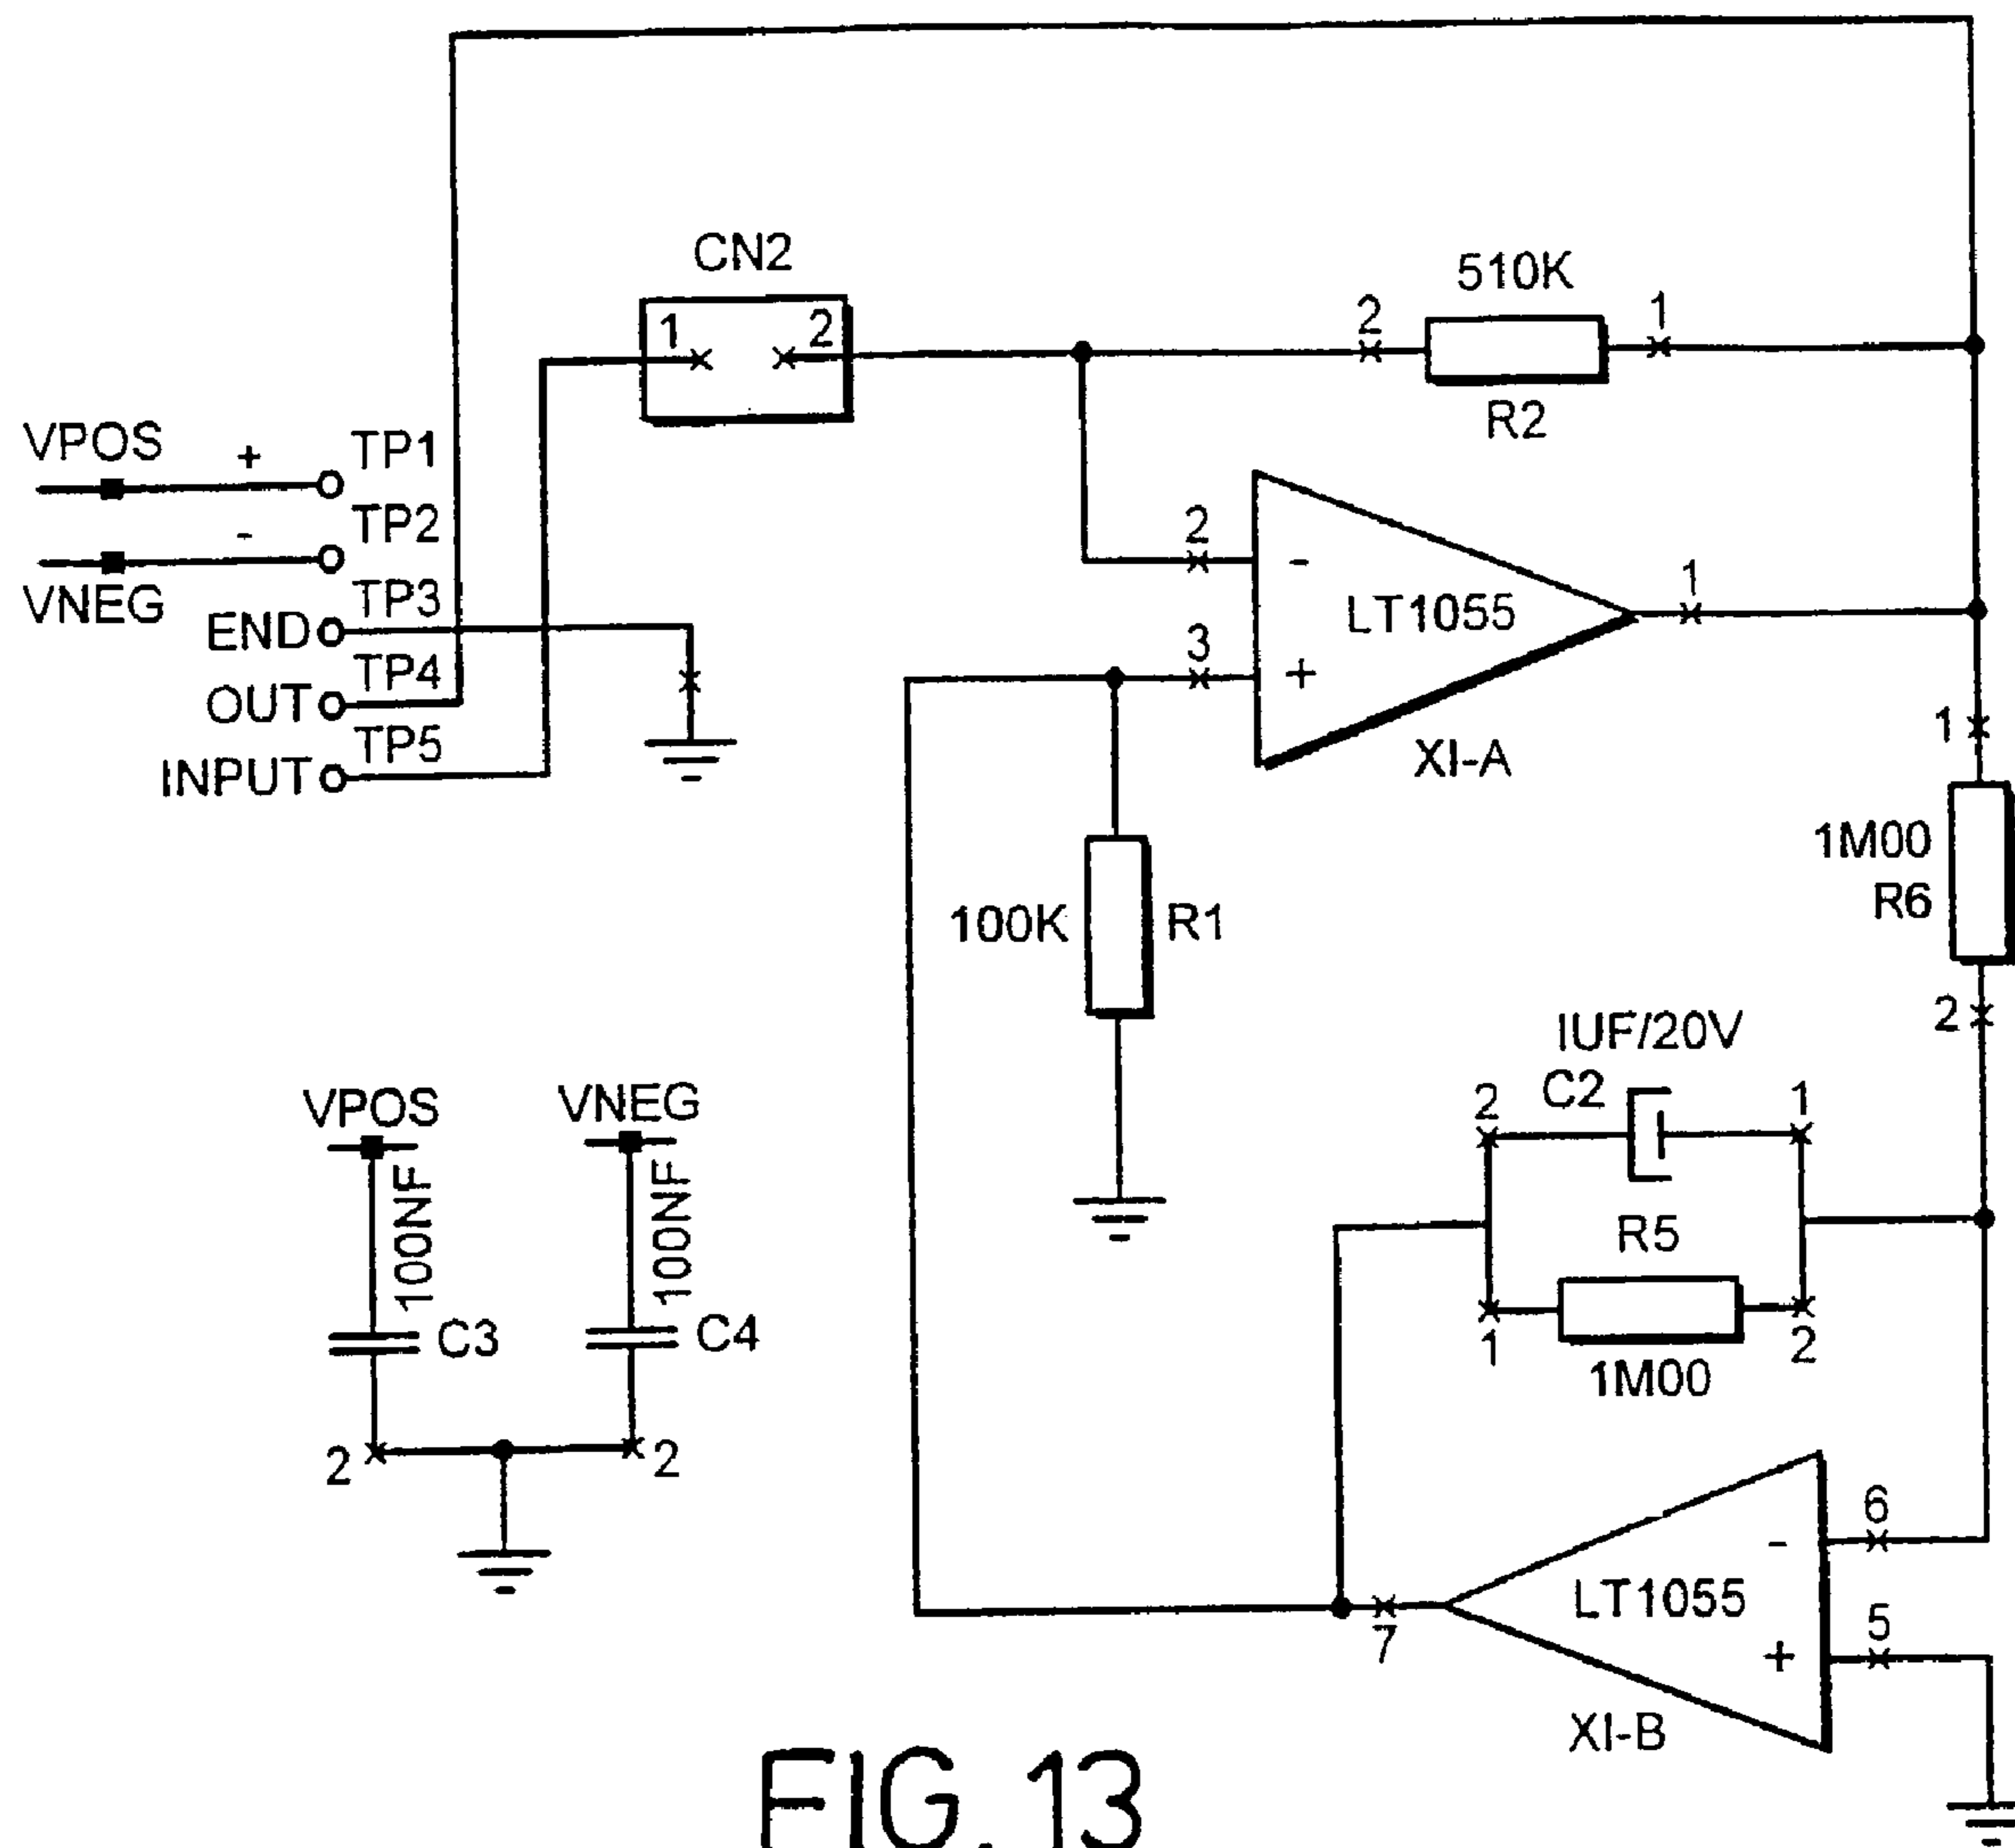 CN2
1 2
510K
2 1
R2
VPOS + TP1
- TP2
VNEG
END TP3
OUT TP4
INPUT TP5
2 -
LT1055 1
3 +
XI-A
1
1M00
R6
2
100K R1
IUF/20V
C2
2 1
R5
1 2
1M00
VPOS VNEG
100NF 100NF
C3 C4
2 2
- 6
LT1055
+ 5
7
XI-B
FIG. 13